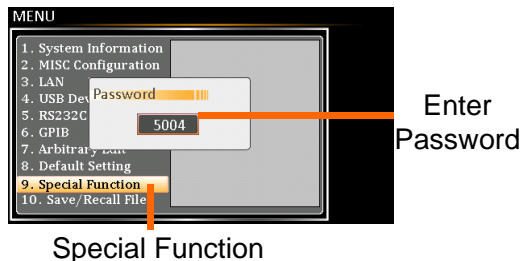 MENU
1. System Information
2. MISC Configuration
3. LAN
4. USB Dev
5. RS232C
6. GPIB
7. Arbitrary Edit
8. Default Setting
9. Special Function
10. Save/Recall File
Password
5004
Enter
Password
Special Function